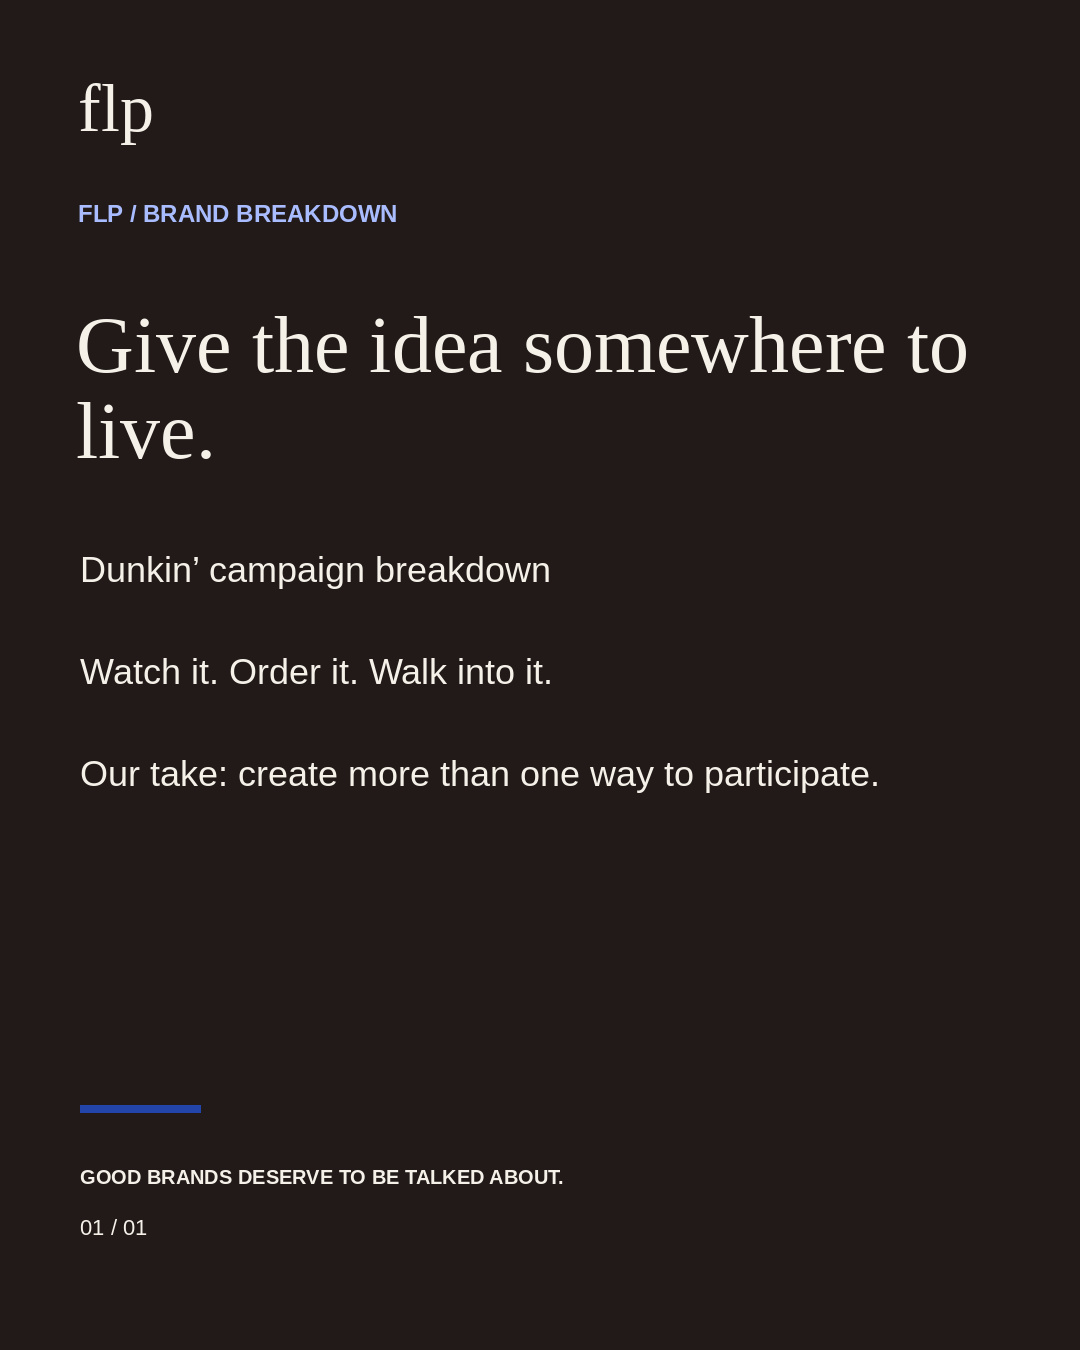 flp
FLP / BRAND BREAKDOWN
Give the idea somewhere to
live.
Dunkin’ campaign breakdown
Watch it. Order it. Walk into it.
Our take: create more than one way to participate.
GOOD BRANDS DESERVE TO BE TALKED ABOUT.
01 / 01